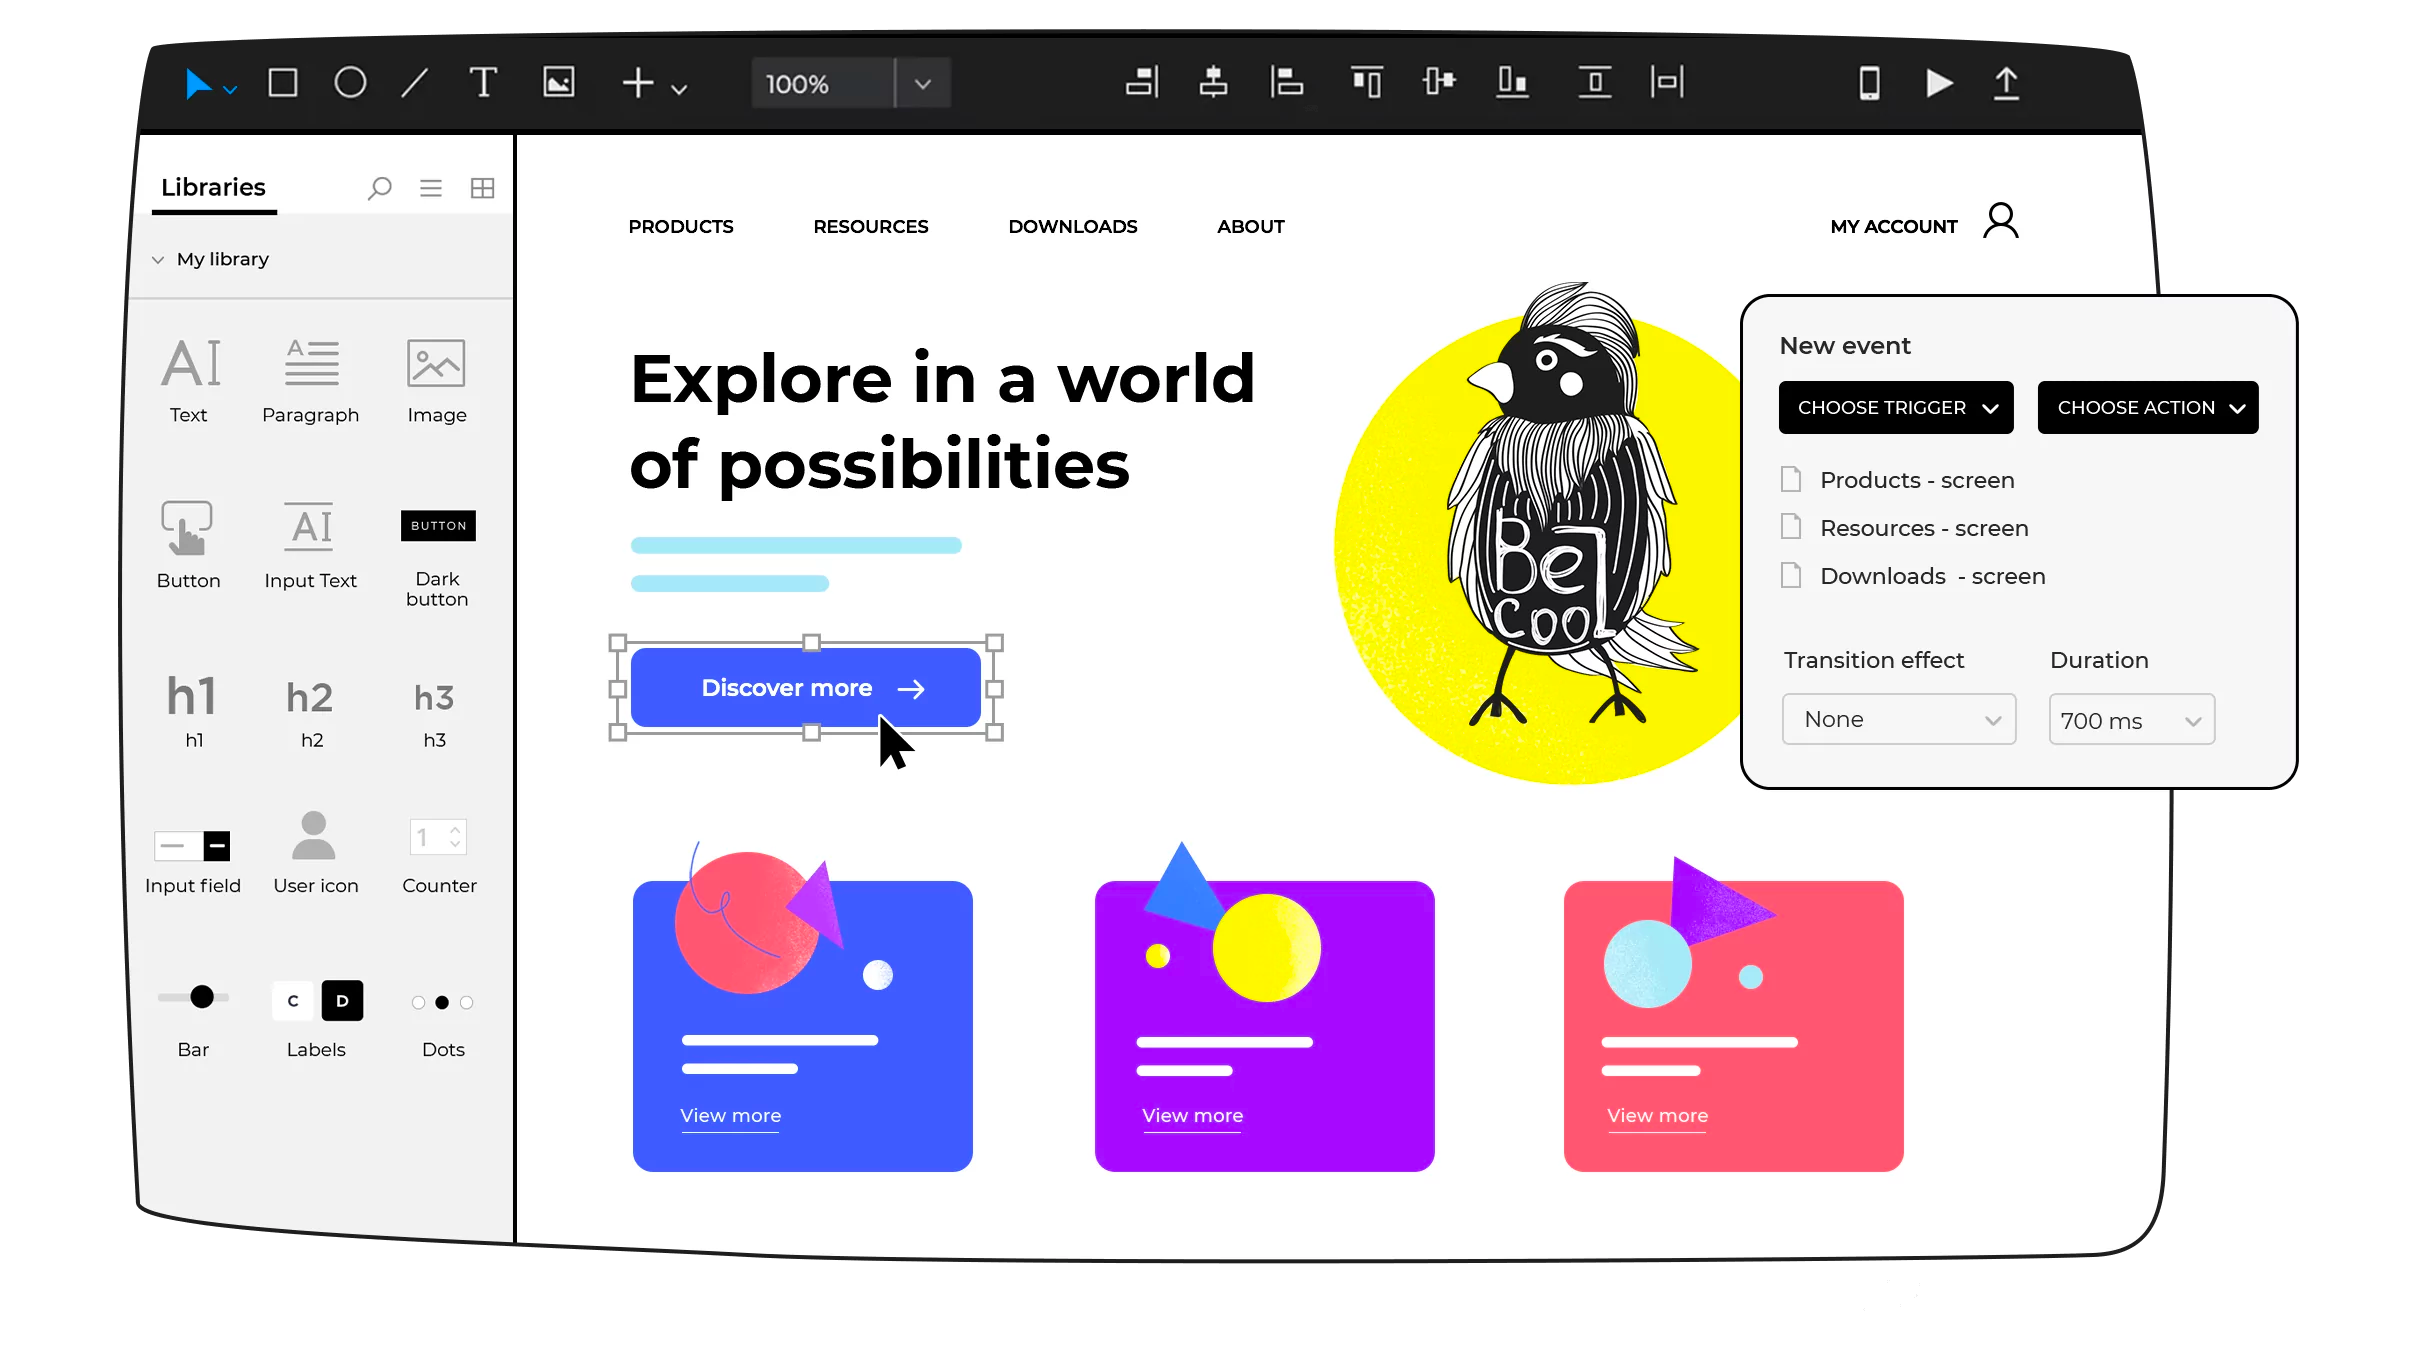 T
100%
Libraries
My library
AI
A
Text
Paragraph
Image
AI
BUTTON
Button
Input Text
Dark
button
h1
h2
h3
h1
h2
h3
1
Input field
User icon
Counter
C
D
Bar
Labels
Dots
PRODUCTS
RESOURCES
DOWNLOADS
ABOUT
MY ACCOUNT
Explore in a world
of possibilities
Discover more
Be
Cool
New event
CHOOSE TRIGGER
CHOOSE ACTION
Products - screen
Resources - screen
Downloads - screen
Transition effect
Duration
None
700 ms
View more
View more
View more